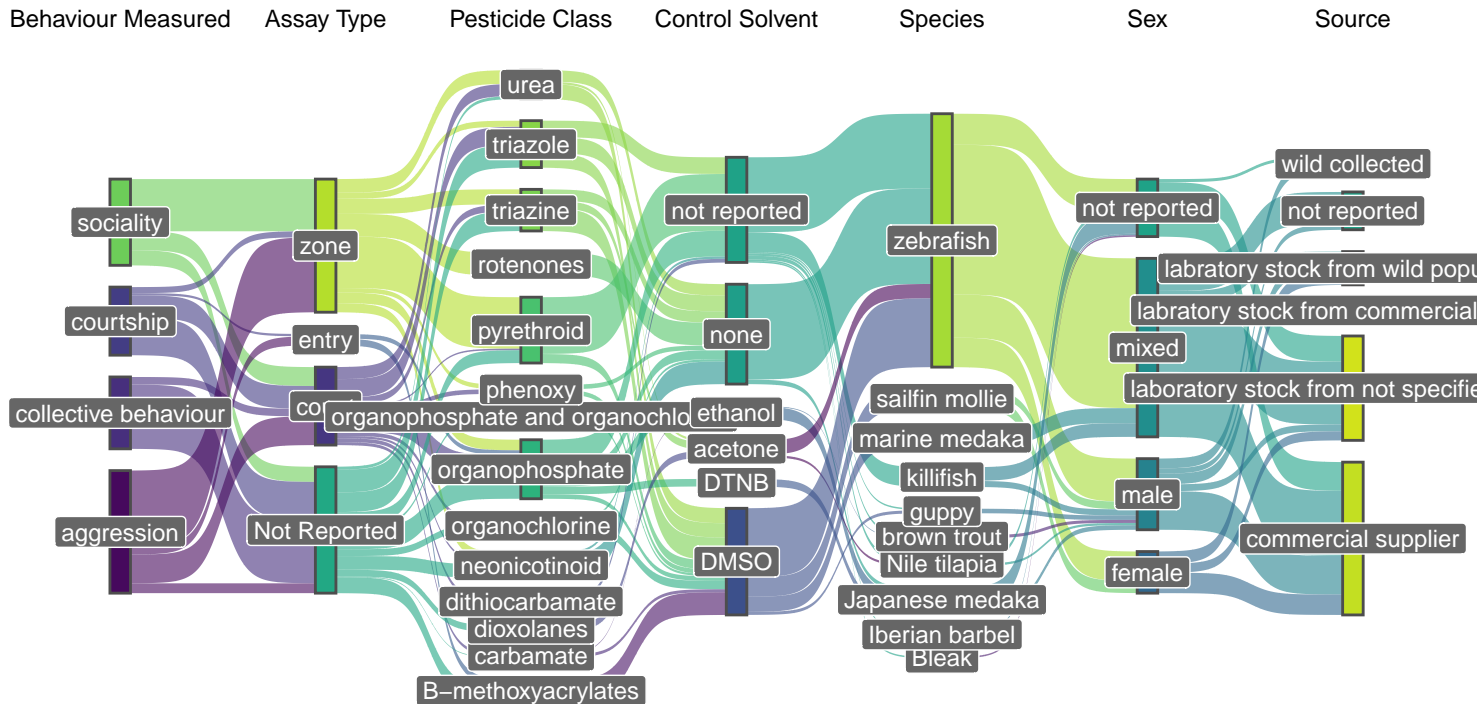 Behaviour Measured
Assay Type
Pesticide Class
Control Solvent
Species
Sex
Source
sociality
courtship
collective behaviour
aggression
zone
entry
Not Reported
urea
triazole
triazine
rotenones
pyrethroid
phenoxy
organophosphate and organochlo
organophosphate
organochlorine
neonicotinoid
dithiocarbamate
dioxolanes
carbamate
B−methoxyacrylates
not reported
none
ethanol
acetone
DTNB
DMSO
zebrafish
sailfin mollie
marine medaka
killifish
guppy
brown trout
Nile tilapia
Japanese medaka
Iberian barbel
Bleak
not reported
mixed
male
female
wild collected
not reported
labratory stock from wild popu
labratory stock from commercial
laboratory stock from not specifie
commercial supplier